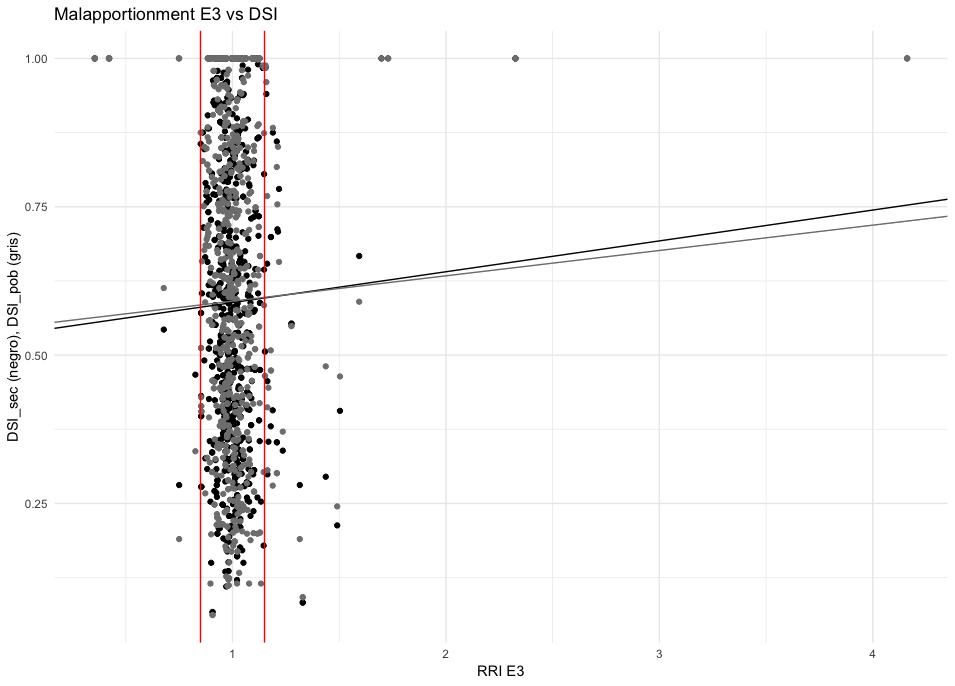 Malapportionment E3 vs DSI
DSI_sec (negro), DSI_pob (gris)
1.00
0.75
0.50
0.25
1
2
3
4
RRI E3